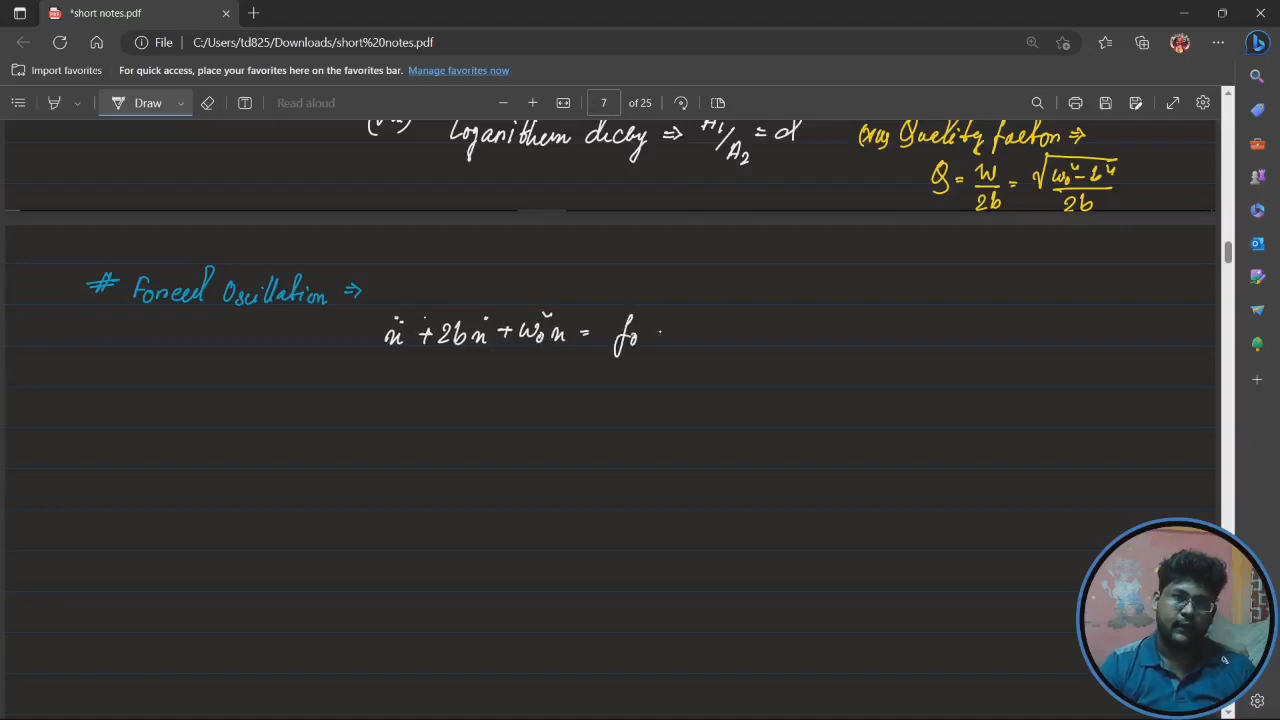 *short notes.pdf
File C:/Users/td825/Downloads/short%20notes.pdf
Import favorites For quick access, place your favorites here on the favorites bar. Manage favorites now
Draw Read aloud 7 of 25
Logarithem decay ⇒ A₁/A₂ = d
Quality factor ⇒
Q = w/2b = √(ω₀² - b²)/2b
# Forced Oscillation ⇒
ẍ + 2bẋ + ω₀²x = f₀